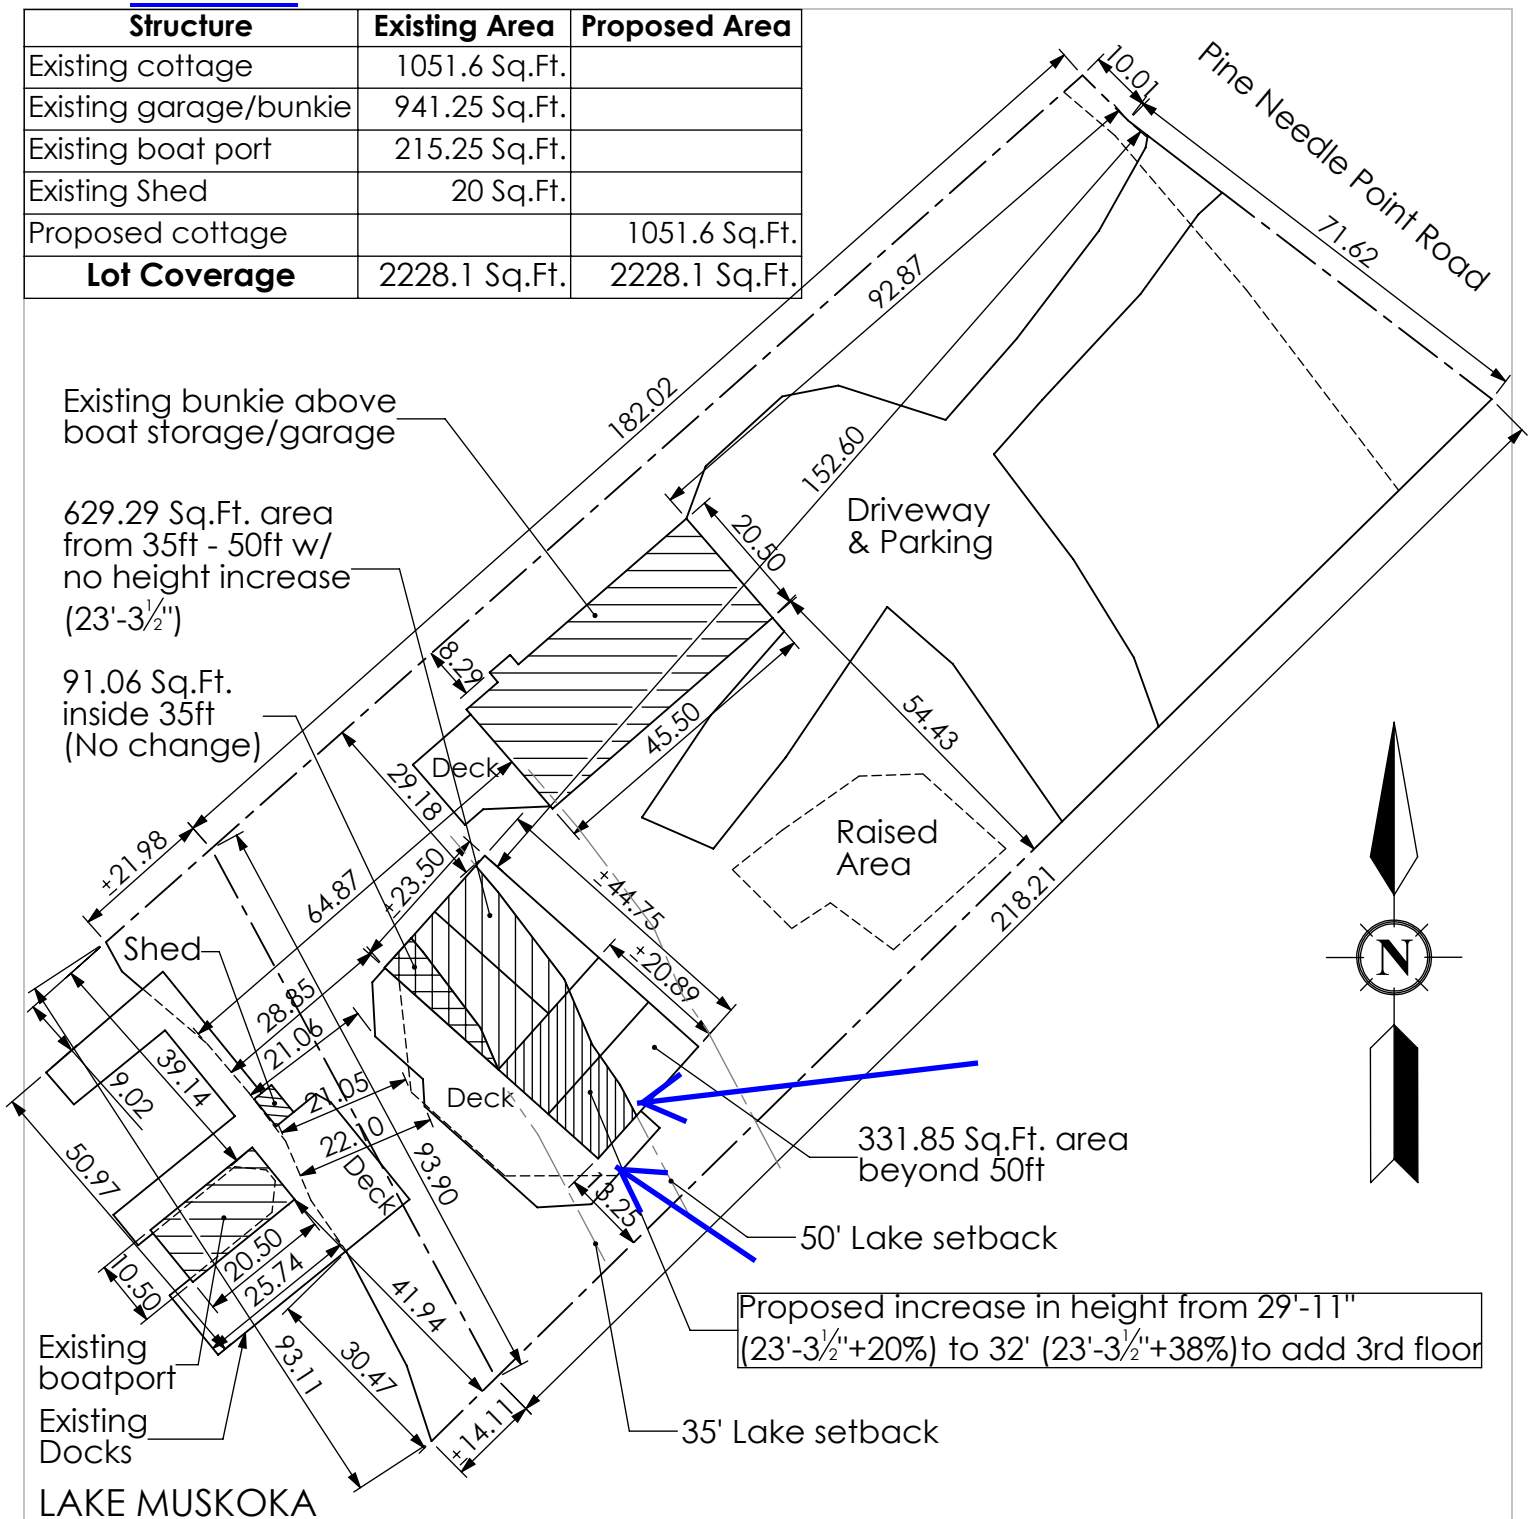 Structure Existing Area Proposed Area
Existing cottage 1051.6 Sq.Ft.
Existing garage/bunkie 941.25 Sq.Ft.
Existing boat port 215.25 Sq.Ft.
Existing Shed 20 Sq.Ft.
Proposed cottage 1051.6 Sq.Ft.
Lot Coverage 2228.1 Sq.Ft. 2228.1 Sq.Ft.
10.01
Pine Needle Point Road
71.62
92.87
182.02
152.60
Existing bunkie above
boat storage/garage
629.29 Sq.Ft. area
from 35ft - 50ft w/
no height increase
(23'-3½")
91.06 Sq.Ft.
inside 35ft
(No change)
Driveway
& Parking
20.50
8.29
45.50
54.43
Deck
29.18
Raised
Area
±21.98
64.87
±23.50
±44.75
218.21
Shed
±20.89
N
28.85
21.06
39.14
9.02
21.05
Deck
22.10
Deck
93.90
50.97
331.85 Sq.Ft. area
beyond 50ft
13.25
50' Lake setback
20.50
25.74
10.50
41.94
Proposed increase in height from 29'-11"
(23'-3½"+20%) to 32' (23'-3½"+38%)to add 3rd floor
Existing
boatport
93.11
30.47
Existing
Docks
±14.11
35' Lake setback
LAKE MUSKOKA